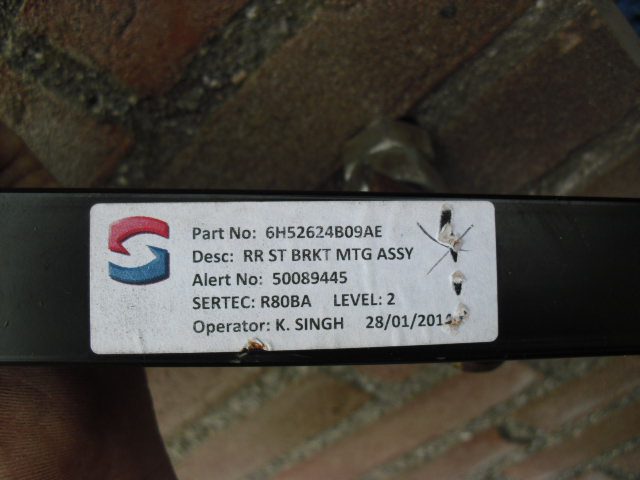 Part No: 6H52624B09AE
Desc: RR ST BRKT MTG ASSY
Alert No: 50089445
SERTEC: R80BA LEVEL: 2
Operator: K. SINGH